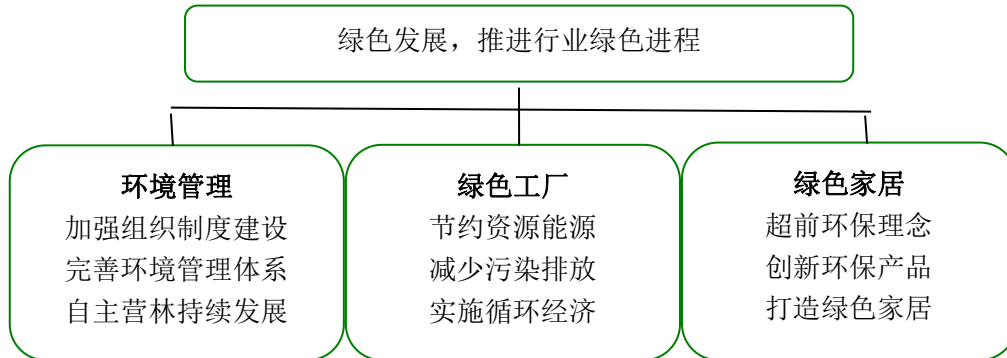 绿色发展，推进行业绿色进程
环境管理
加强组织制度建设
完善环境管理体系
自主营林持续发展
绿色工厂
节约资源能源
减少污染排放
实施循环经济
绿色家居
超前环保理念
创新环保产品
打造绿色家居